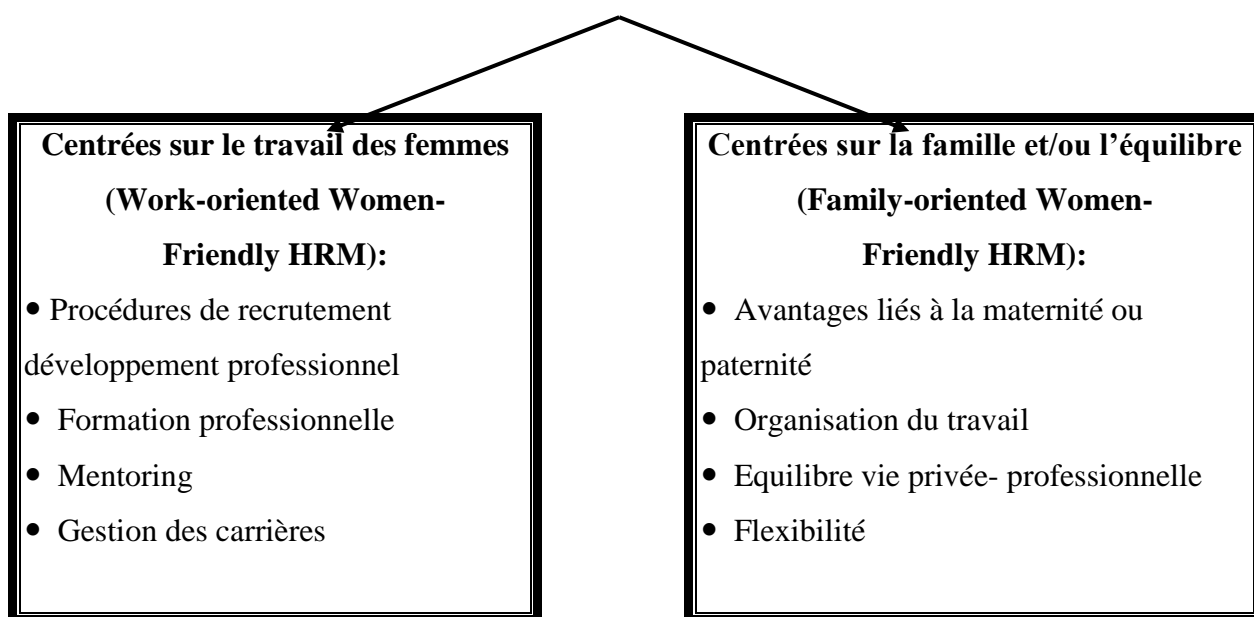 Centrées sur le travail des femmes
(Work-oriented Women-
Friendly HRM):
• Procédures de recrutement
développement professionnel
• Formation professionnelle
• Mentoring
• Gestion des carrières
Centrées sur la famille et/ou l’équilibre
(Family-oriented Women-
Friendly HRM):
• Avantages liés à la maternité ou
paternité
• Organisation du travail
• Equilibre vie privée- professionnelle
• Flexibilité